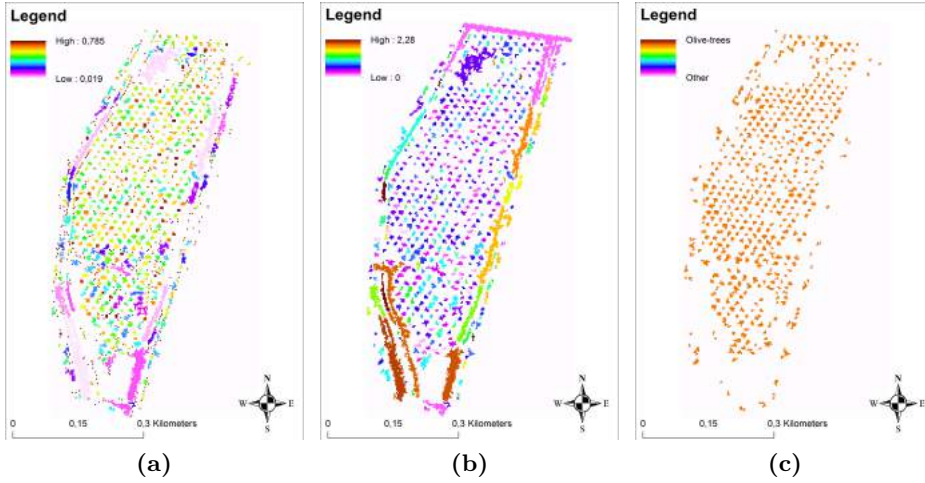 Legend
High : 0,785
Low : 0,019
N
W E
S
0 0,15 0,3 Kilometers
(a)
Legend
High : 2,28
Low : 0
N
W E
S
0 0,15 0,3 Kilometers
(b)
Legend
Olive-trees
Other
N
W E
S
0 0,15 0,3 Kilometers
(c)